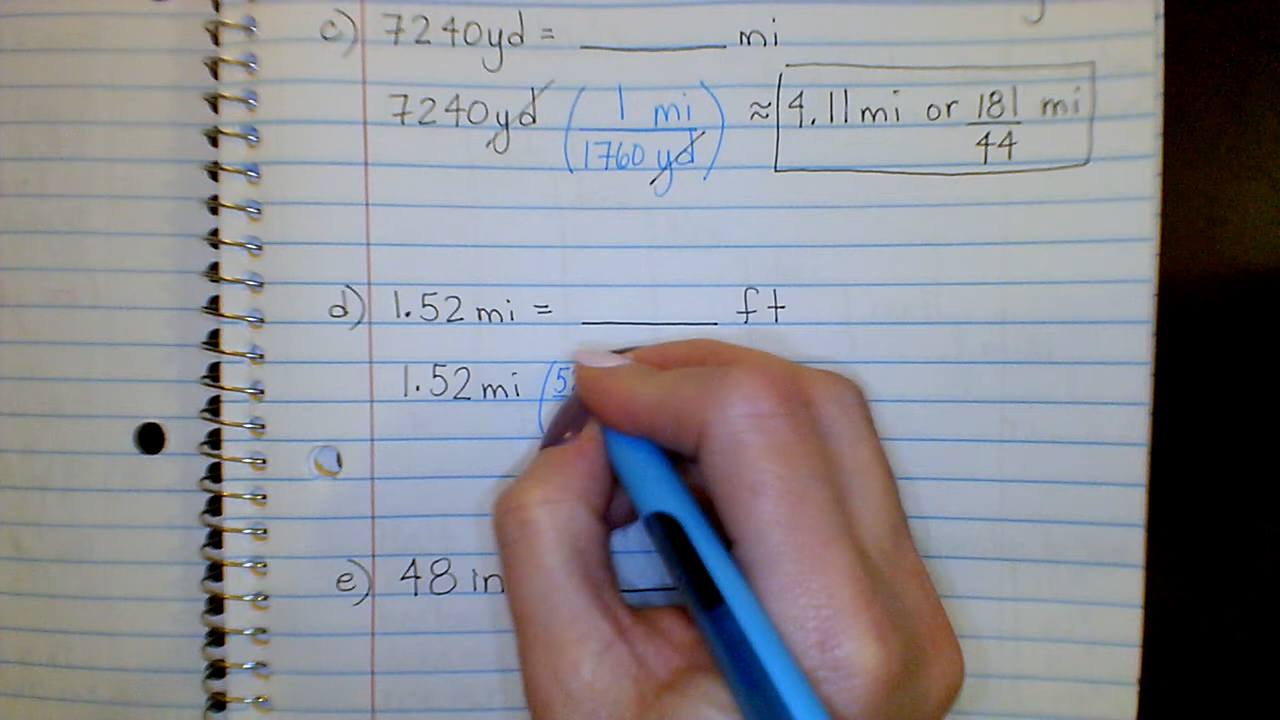 c) 7240yd = ______ mi
7240yd (1 mi / 1760 yd) ≈ 4.11 mi or 181/44 mi
d) 1.52 mi = ______ ft
1.52 mi (5
e) 48 in